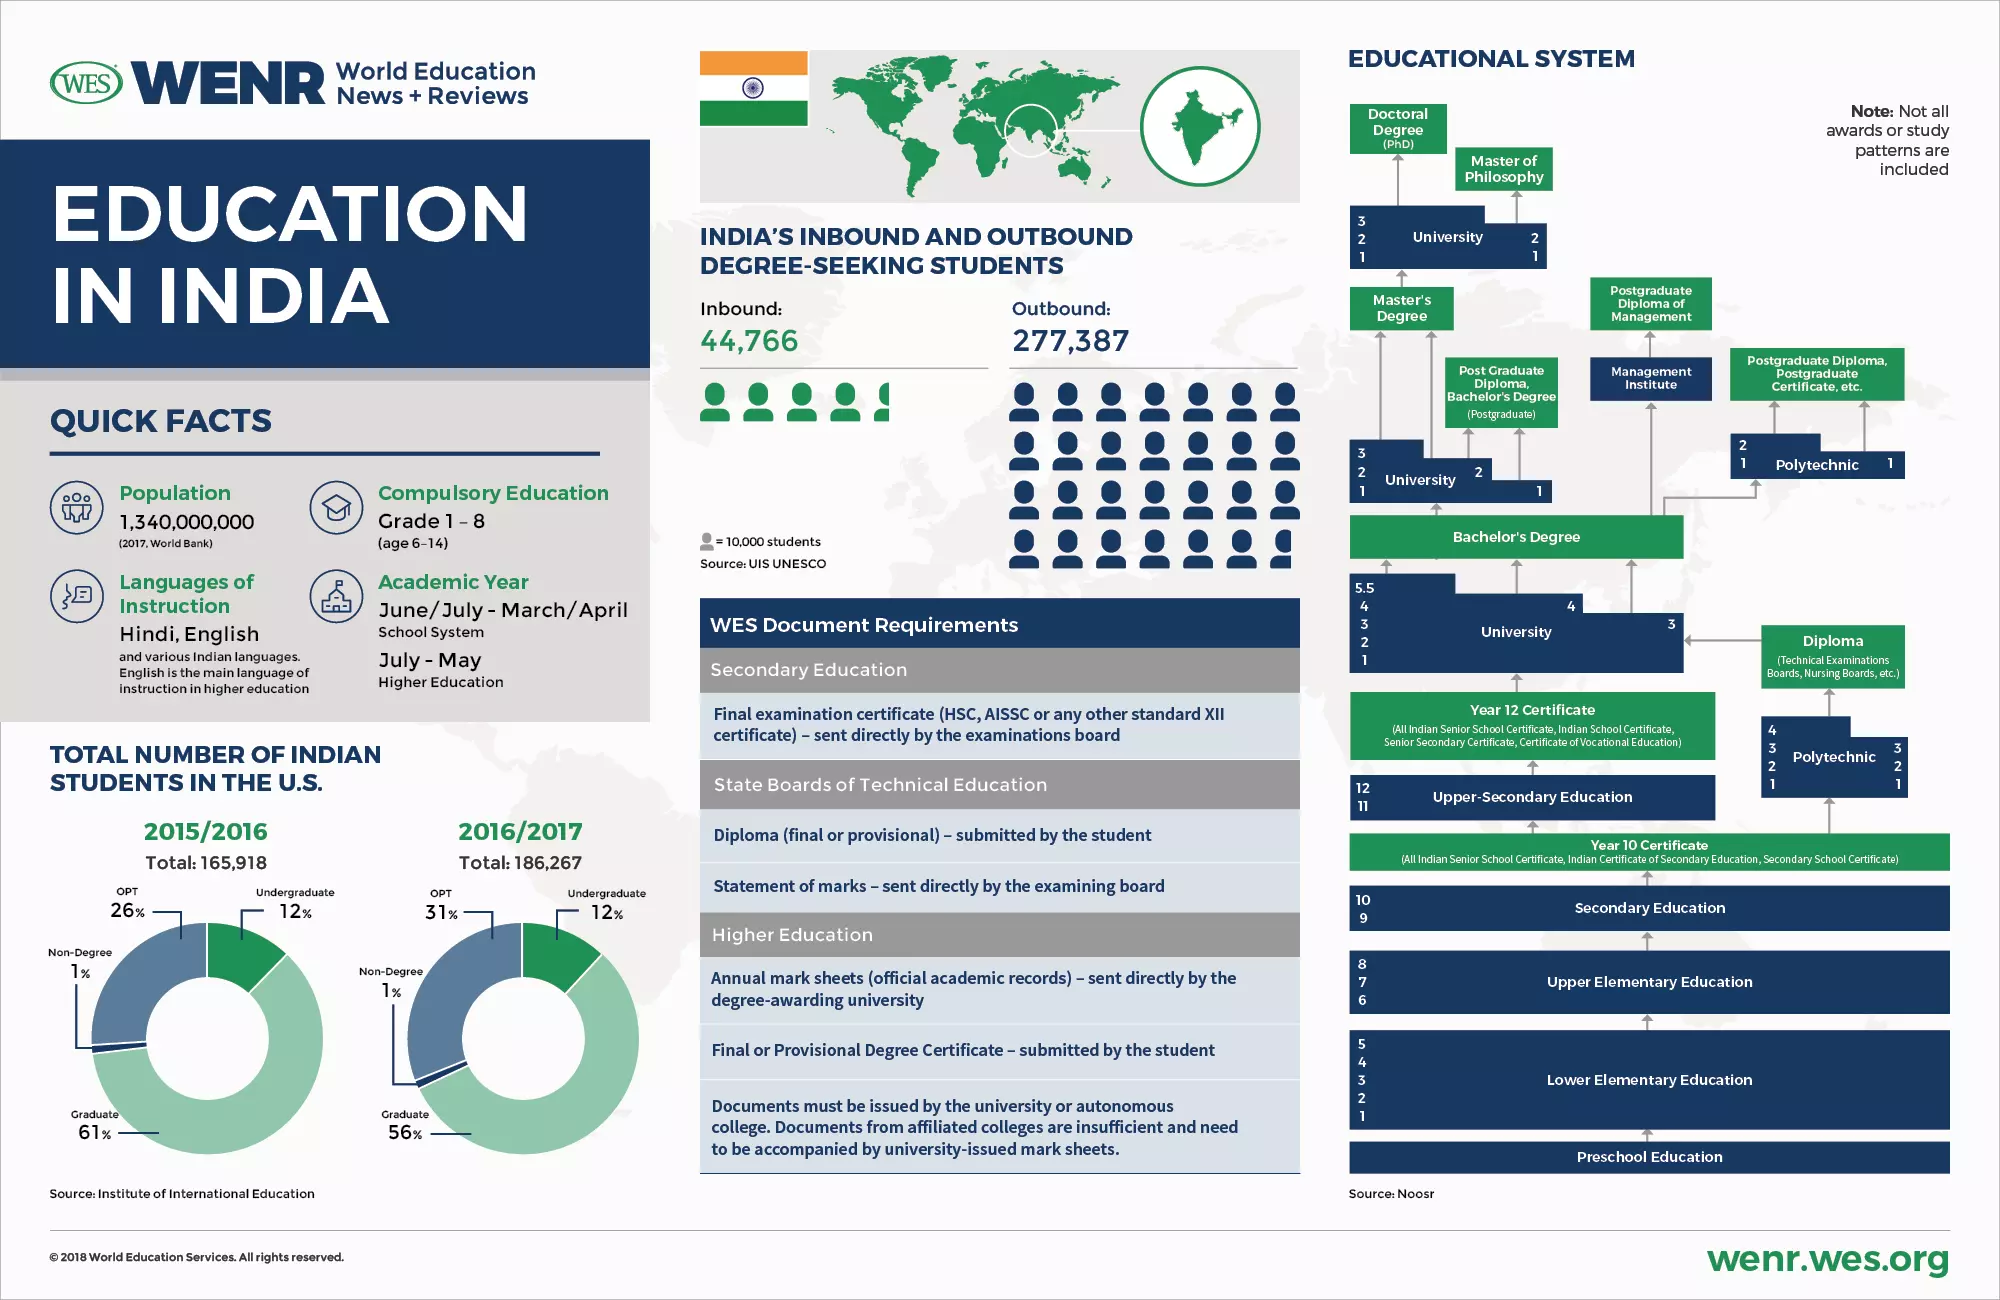 WES WENR World Education
News + Reviews
EDUCATION
IN INDIA
QUICK FACTS
Population
1,340,000,000
(2017, World Bank)
Compulsory Education
Grade 1 – 8
(age 6–14)
Languages of
Instruction
Hindi, English
and various Indian languages.
English is the main language of
instruction in higher education
Academic Year
June/July - March/April
School System
July - May
Higher Education
TOTAL NUMBER OF INDIAN
STUDENTS IN THE U.S.
2015/2016
Total: 165,918
OPT
26%
Undergraduate
12%
Non-Degree
1%
Graduate
61%
2016/2017
Total: 186,267
OPT
31%
Undergraduate
12%
Non-Degree
1%
Graduate
56%
Source: Institute of International Education
INDIA'S INBOUND AND OUTBOUND
DEGREE-SEEKING STUDENTS
Inbound:
44,766
Outbound:
277,387
= 10,000 students
Source: UIS UNESCO
WES Document Requirements
Secondary Education
Final examination certificate (HSC, AISSC or any other standard XII
certificate) – sent directly by the examinations board
State Boards of Technical Education
Diploma (final or provisional) – submitted by the student
Statement of marks – sent directly by the examining board
Higher Education
Annual mark sheets (official academic records) – sent directly by the
degree-awarding university
Final or Provisional Degree Certificate – submitted by the student
Documents must be issued by the university or autonomous
college. Documents from affiliated colleges are insufficient and need
to be accompanied by university-issued mark sheets.
EDUCATIONAL SYSTEM
Note: Not all
awards or study
patterns are
included
Doctoral
Degree
(PhD)
Master of
Philosophy
3
2
1
University
2
1
Master's
Degree
Postgraduate
Diploma of
Management
Post Graduate
Diploma,
Bachelor's Degree
(Postgraduate)
Management
Institute
Postgraduate Diploma,
Postgraduate
Certificate, etc.
3
2
1
University
2
1
2
1
Polytechnic
1
Bachelor's Degree
5.5
4
3
2
1
University
4
3
Diploma
(Technical Examinations
Boards, Nursing Boards, etc.)
Year 12 Certificate
(All Indian Senior School Certificate, Indian School Certificate,
Senior Secondary Certificate, Certificate of Vocational Education)
4
3
2
1
Polytechnic
3
2
1
12
11
Upper-Secondary Education
Year 10 Certificate
(All Indian Senior School Certificate, Indian Certificate of Secondary Education, Secondary School Certificate)
10
9
Secondary Education
8
7
6
Upper Elementary Education
5
4
3
2
1
Lower Elementary Education
Preschool Education
Source: Noosr
© 2018 World Education Services. All rights reserved.
wenr.wes.org